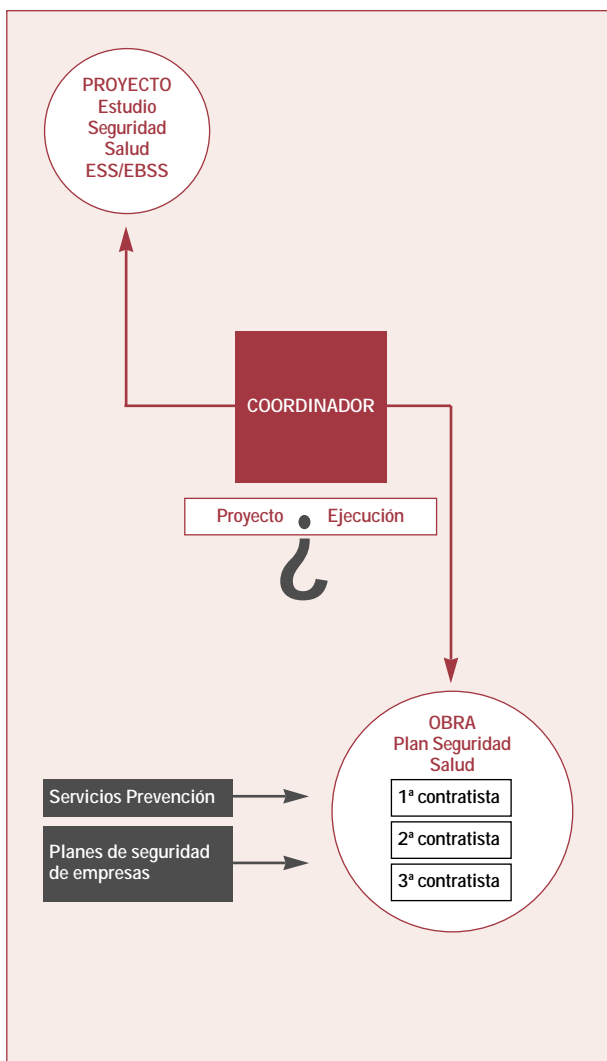 PROYECTO
Estudio
Seguridad
Salud
ESS/EBSS
COORDINADOR
Proyecto
Ejecución
¿
OBRA
Plan Seguridad
Salud
1ª contratista
2ª contratista
3ª contratista
Servicios Prevención
Planes de seguridad
de empresas